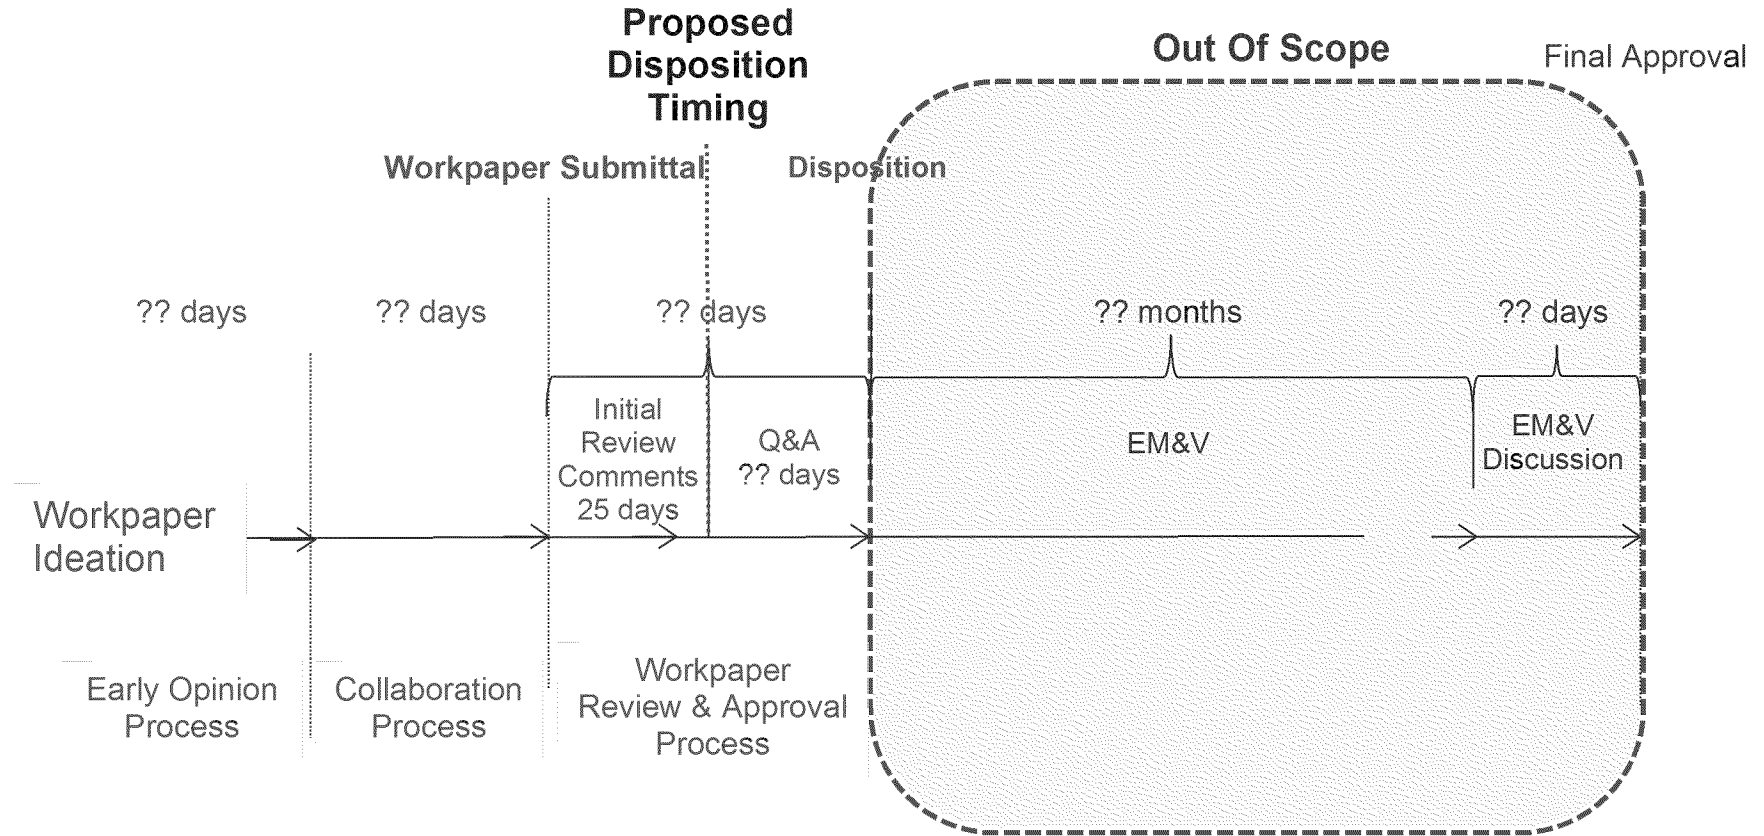 Proposed
Disposition
Timing
Out Of Scope
Final Approval
Workpaper Submittal
Disposition
?? days
?? days
?? days
?? months
?? days
Initial
Review
Comments
25 days
Q&A
?? days
EM&V
EM&V
Discussion
Workpaper
Ideation
Early Opinion
Process
Collaboration
Process
Workpaper
Review & Approval
Process